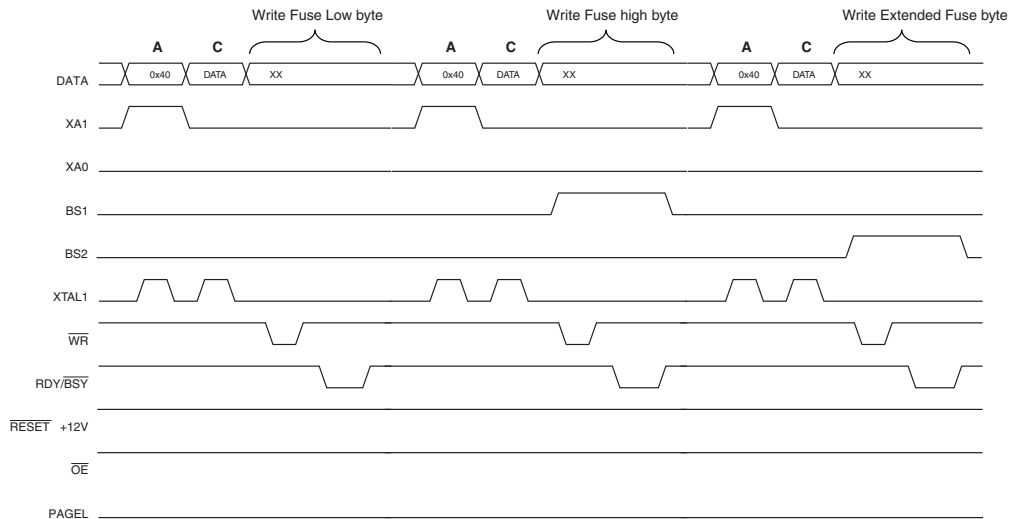 Write Fuse Low byte Write Fuse high byte Write Extended Fuse byte
A C A C A C
DATA 0x40 DATA XX 0x40 DATA XX 0x40 DATA XX
XA1
XA0
BS1
BS2
XTAL1
WR
RDY/BSY
RESET +12V
OE
PAGEL